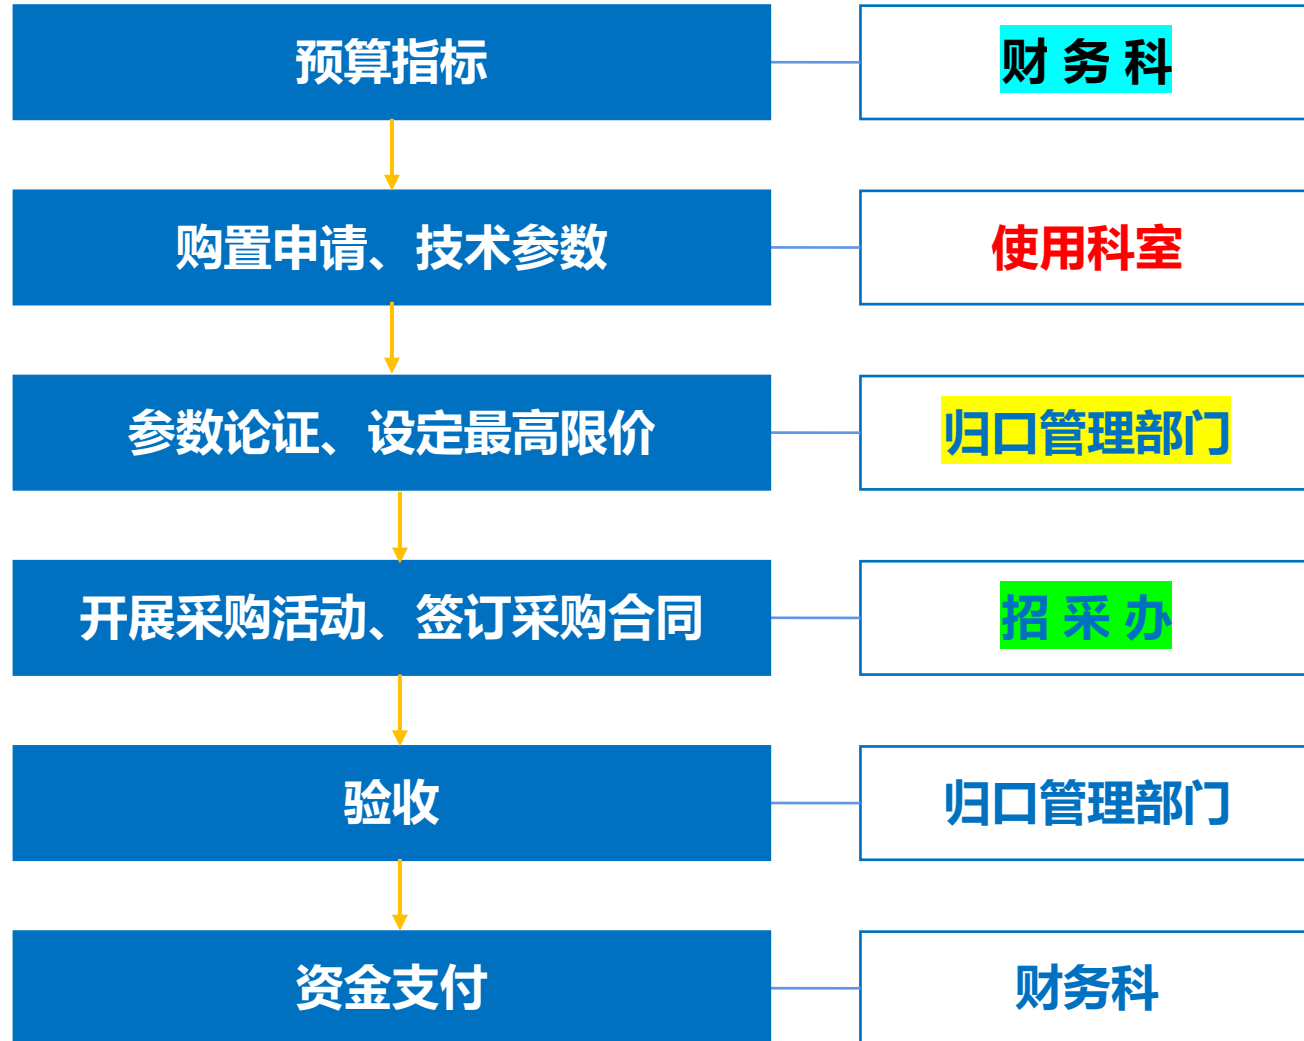 预算指标
财 务 科
购置申请、技术参数
使用科室
参数论证、设定最高限价
归口管理部门
开展采购活动、签订采购合同
招 采 办
验收
归口管理部门
资金支付
财务科